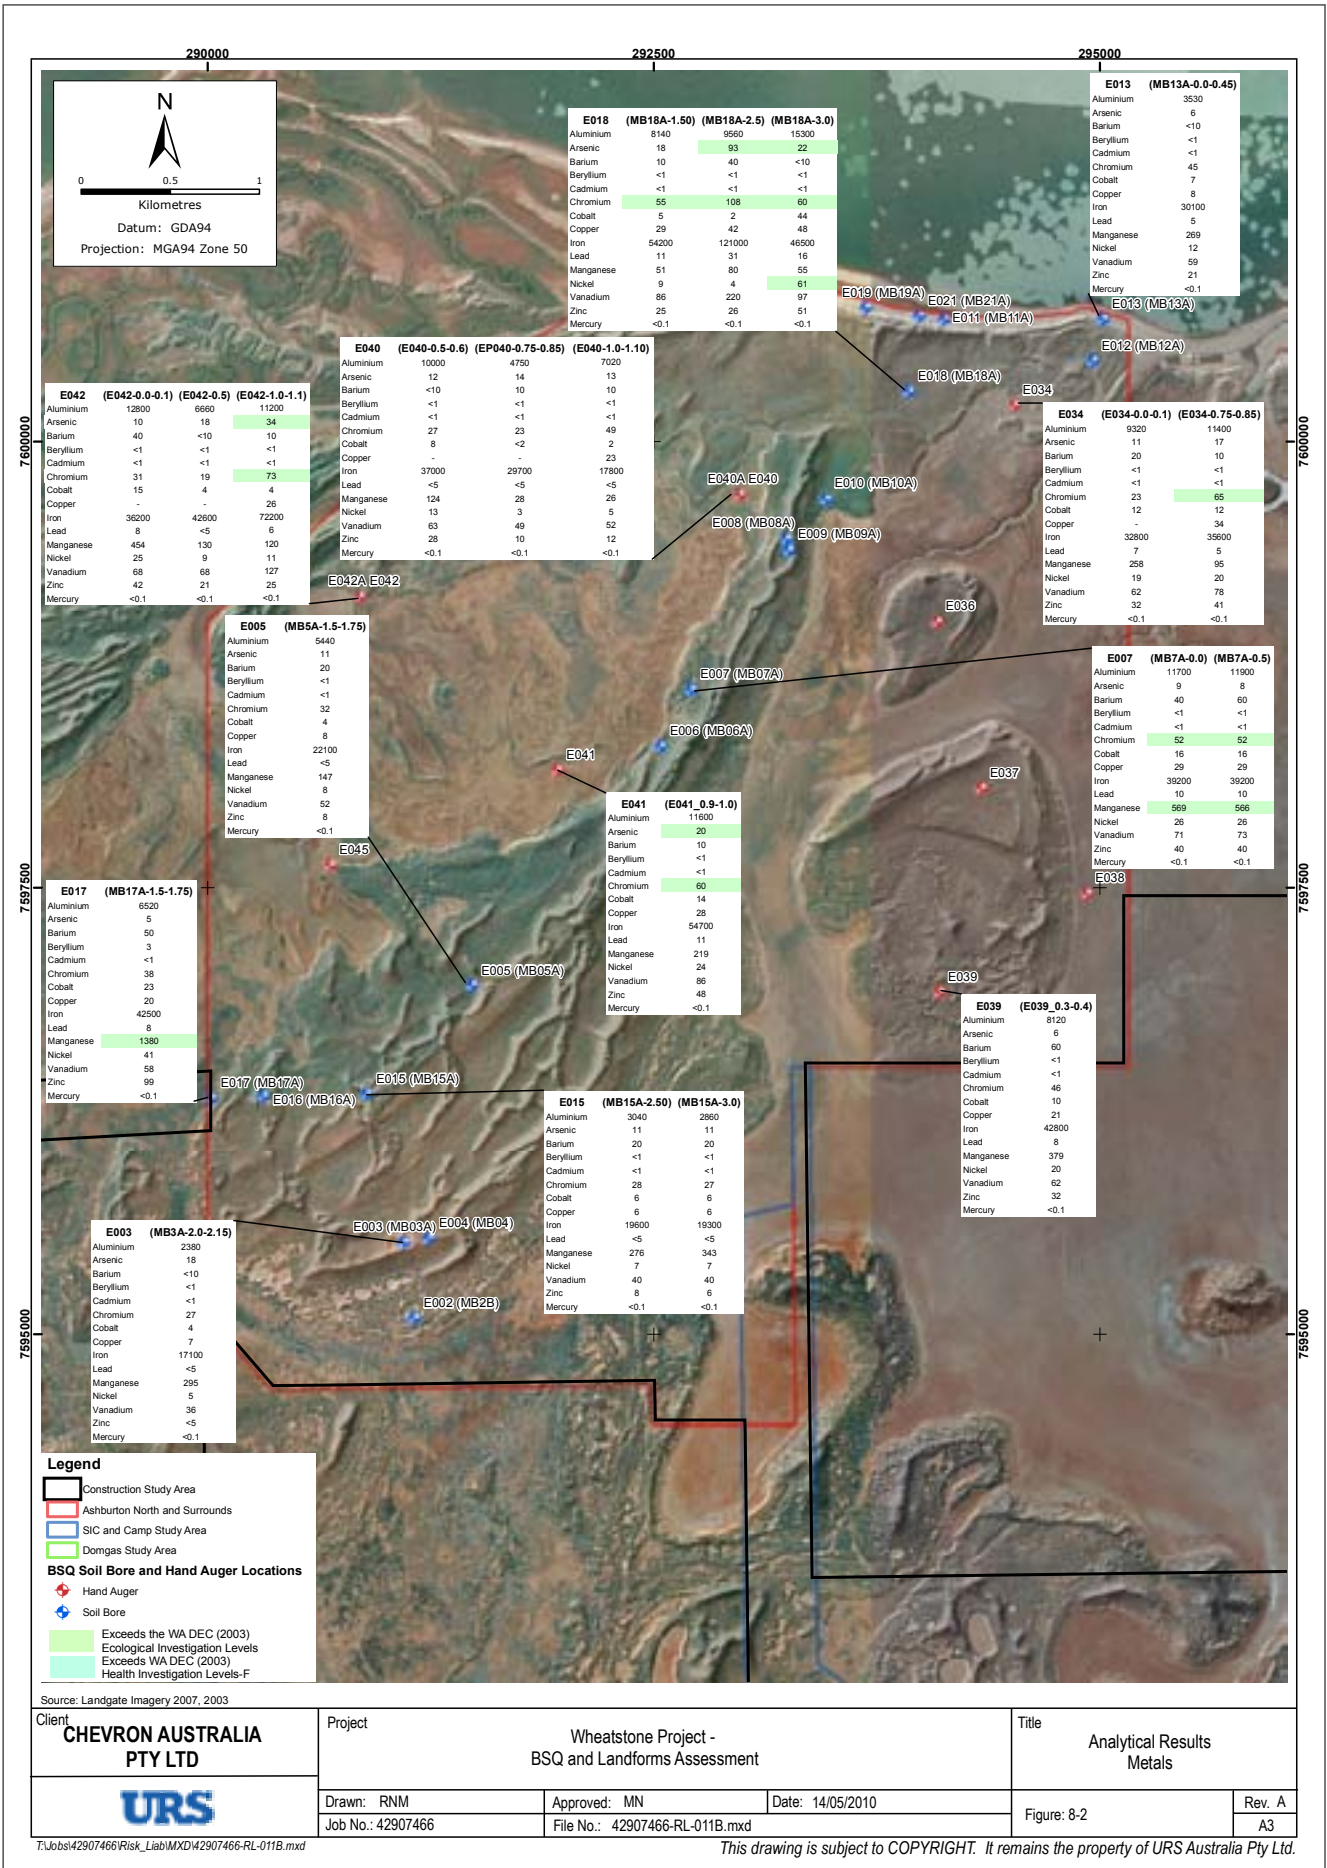 290000 292500 295000
N
0 0.5 1
Kilometres
Datum: GDA94
Projection: MGA94 Zone 50
E018 (MB18A-1.50) (MB18A-2.5) (MB18A-3.0)
Aluminium 8140 9560 15300
Arsenic 18 93 22
Barium 10 40 <10
Beryllium <1 <1 <1
Cadmium <1 <1 <1
Chromium 55 108 60
Cobalt 5 2 44
Copper 29 42 48
Iron 54200 121000 46500
Lead 11 31 16
Manganese 51 80 55
Nickel 9 4 61
Vanadium 86 220 97
Zinc 25 26 51
Mercury <0.1 <0.1 <0.1
E013 (MB13A-0.0-0.45)
Aluminium 3530
Arsenic 6
Barium <10
Beryllium <1
Cadmium <1
Chromium 45
Cobalt 7
Copper 8
Iron 30100
Lead 5
Manganese 269
Nickel 12
Vanadium 59
Zinc 21
Mercury <0.1
E019 (MB19A)
E021 (MB21A)
E011 (MB11A)
E013 (MB13A)
E012 (MB12A)
E018 (MB18A)
E034
E040 (E040-0.5-0.6) (EP040-0.75-0.85) (E040-1.0-1.10)
Aluminium 10000 4750 7020
Arsenic 12 14 13
Barium <10 10 10
Beryllium <1 <1 <1
Cadmium <1 <1 <1
Chromium 27 23 49
Cobalt 8 <2 2
Copper - - 23
Iron 37000 29700 17800
Lead <5 <5 <5
Manganese 124 28 26
Nickel 13 3 5
Vanadium 63 49 52
Zinc 28 10 12
Mercury <0.1 <0.1 <0.1
E042 (E042-0.0-0.1) (E042-0.5) (E042-1.0-1.1)
Aluminium 12800 6660 11200
Arsenic 10 18 34
Barium 40 <10 10
Beryllium <1 <1 <1
Cadmium <1 <1 <1
Chromium 31 19 73
Cobalt 15 4 4
Copper - - 26
Iron 36200 42600 72200
Lead 8 <5 6
Manganese 454 130 120
Nickel 25 9 11
Vanadium 68 68 127
Zinc 42 21 25
Mercury <0.1 <0.1 <0.1
E034 (E034-0.0-0.1) (E034-0.75-0.85)
Aluminium 9320 11400
Arsenic 11 17
Barium 20 10
Beryllium <1 <1
Cadmium <1 <1
Chromium 23 65
Cobalt 12 12
Copper - 34
Iron 32800 35600
Lead 7 5
Manganese 258 95
Nickel 19 20
Vanadium 62 78
Zinc 32 41
Mercury <0.1 <0.1
7600000 7600000
E040A E040
E010 (MB10A)
E008 (MB08A)
E009 (MB09A)
E042A E042
E036
E005 (MB5A-1.5-1.75)
Aluminium 5440
Arsenic 11
Barium 20
Beryllium <1
Cadmium <1
Chromium 32
Cobalt 4
Copper 8
Iron 22100
Lead <5
Manganese 147
Nickel 8
Vanadium 52
Zinc 8
Mercury <0.1
E007 (MB7A-0.0) (MB7A-0.5)
Aluminium 11700 11900
Arsenic 9 8
Barium 40 60
Beryllium <1 <1
Cadmium <1 <1
Chromium 52 52
Cobalt 16 16
Copper 29 29
Iron 39200 39200
Lead 10 10
Manganese 569 566
Nickel 26 26
Vanadium 71 73
Zinc 40 40
Mercury <0.1 <0.1
E007 (MB07A)
E006 (MB06A)
E041
E037
E041 (E041_0.9-1.0)
Aluminium 11600
Arsenic 20
Barium 10
Beryllium <1
Cadmium <1
Chromium 60
Cobalt 14
Copper 28
Iron 54700
Lead 11
Manganese 219
Nickel 24
Vanadium 86
Zinc 48
Mercury <0.1
E045
E038
7597500 7597500
E017 (MB17A-1.5-1.75)
Aluminium 6520
Arsenic 5
Barium 50
Beryllium 3
Cadmium <1
Chromium 38
Cobalt 23
Copper 20
Iron 42500
Lead 8
Manganese 1380
Nickel 41
Vanadium 58
Zinc 99
Mercury <0.1
E005 (MB05A)
E039
E039 (E039_0.3-0.4)
Aluminium 8120
Arsenic 6
Barium 60
Beryllium <1
Cadmium <1
Chromium 46
Cobalt 10
Copper 21
Iron 42800
Lead 8
Manganese 379
Nickel 20
Vanadium 62
Zinc 32
Mercury <0.1
E017 (MB17A)
E016 (MB16A)
E015 (MB15A)
E015 (MB15A-2.50) (MB15A-3.0)
Aluminium 3040 2860
Arsenic 11 11
Barium 20 20
Beryllium <1 <1
Cadmium <1 <1
Chromium 28 27
Cobalt 6 6
Copper 6 6
Iron 19600 19300
Lead <5 <5
Manganese 276 343
Nickel 7 7
Vanadium 40 40
Zinc 8 6
Mercury <0.1 <0.1
E003 (MB3A-2.0-2.15)
Aluminium 2380
Arsenic 18
Barium <10
Beryllium <1
Cadmium <1
Chromium 27
Cobalt 4
Copper 7
Iron 17100
Lead <5
Manganese 295
Nickel 5
Vanadium 36
Zinc <5
Mercury <0.1
E003 (MB03A)
E004 (MB04)
E002 (MB2B)
7595000 7595000
Legend
Construction Study Area
Ashburton North and Surrounds
SIC and Camp Study Area
Domgas Study Area
BSQ Soil Bore and Hand Auger Locations
Hand Auger
Soil Bore
Exceeds the WA DEC (2003)
Ecological Investigation Levels
Exceeds WA DEC (2003)
Health Investigation Levels-F
Source: Landgate Imagery 2007, 2003
Client
CHEVRON AUSTRALIA
PTY LTD
URS
Project
Wheatstone Project -
BSQ and Landforms Assessment
Title
Analytical Results
Metals
Drawn: RNM Approved: MN Date: 14/05/2010
Job No.: 42907466 File No.: 42907466-RL-011B.mxd
Figure: 8-2
Rev. A
A3
T:\Jobs\42907466\Risk_Liab\MXD\42907466-RL-011B.mxd
This drawing is subject to COPYRIGHT. It remains the property of URS Australia Pty Ltd.